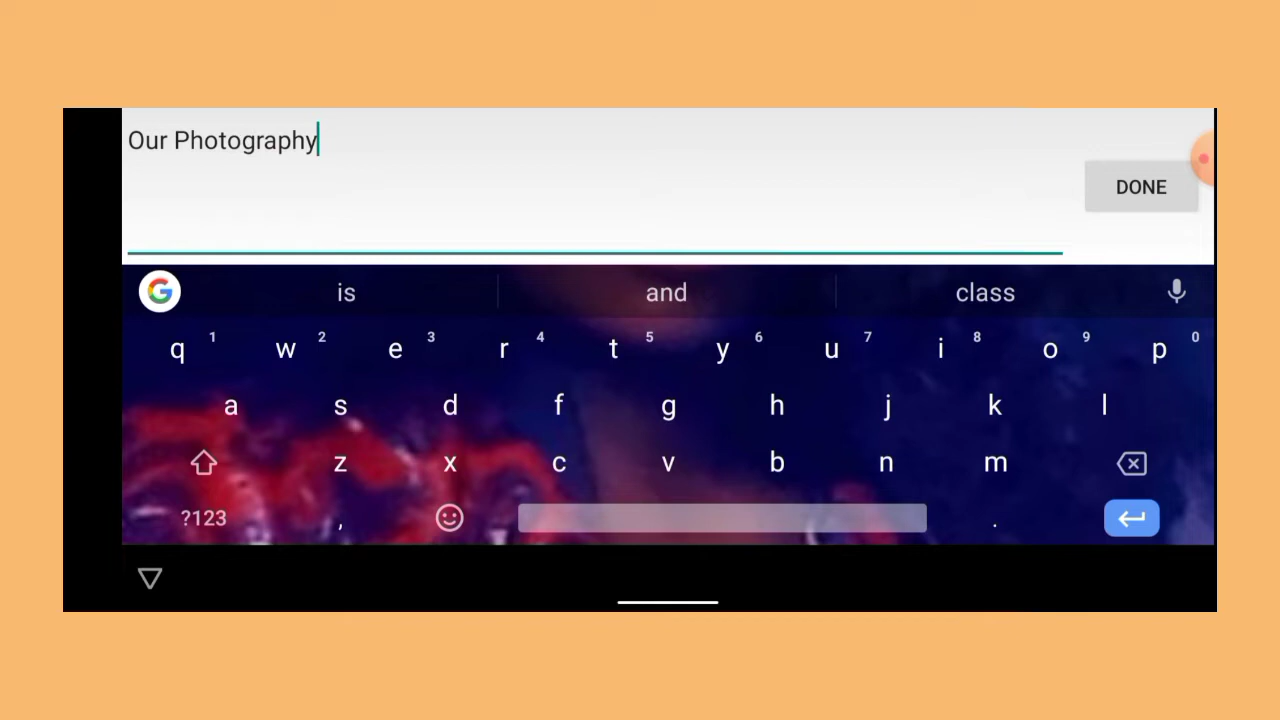 Our Photography
DONE
is and class
q 1 w 2 e 3 r 4 t 5 y 6 u 7 i 8 o 9 p 0
a s d f g h j k l
z x c v b n m
?123 , .